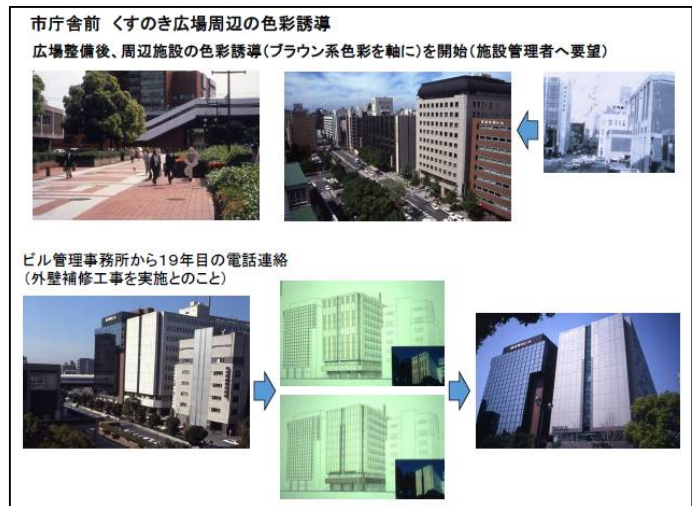 市庁舎前 くすのき広場周辺の色彩誘導
広場整備後、周辺施設の色彩誘導(ブラウン系色彩を軸に)を開始(施設管理者へ要望)
ビル管理事務所から19年目の電話連絡
(外壁補修工事を実施とのこと)